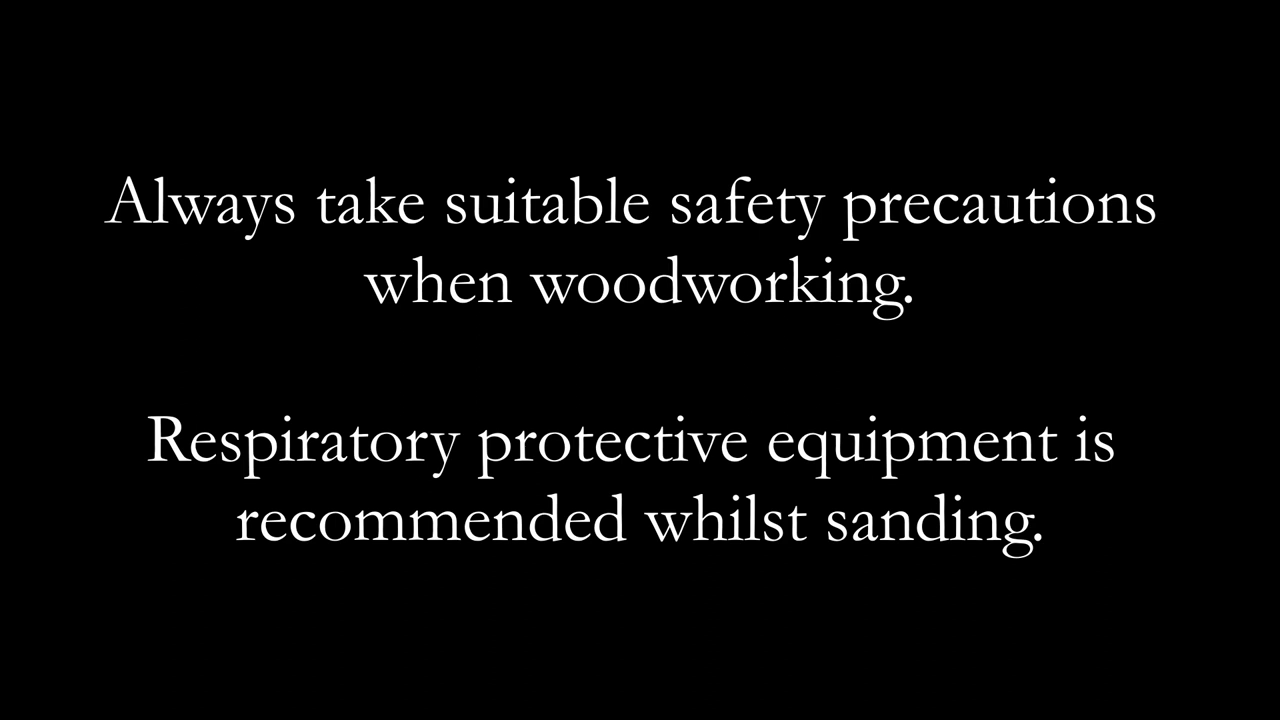 Always take suitable safety precautions
when woodworking.
Respiratory protective equipment is
recommended whilst sanding.